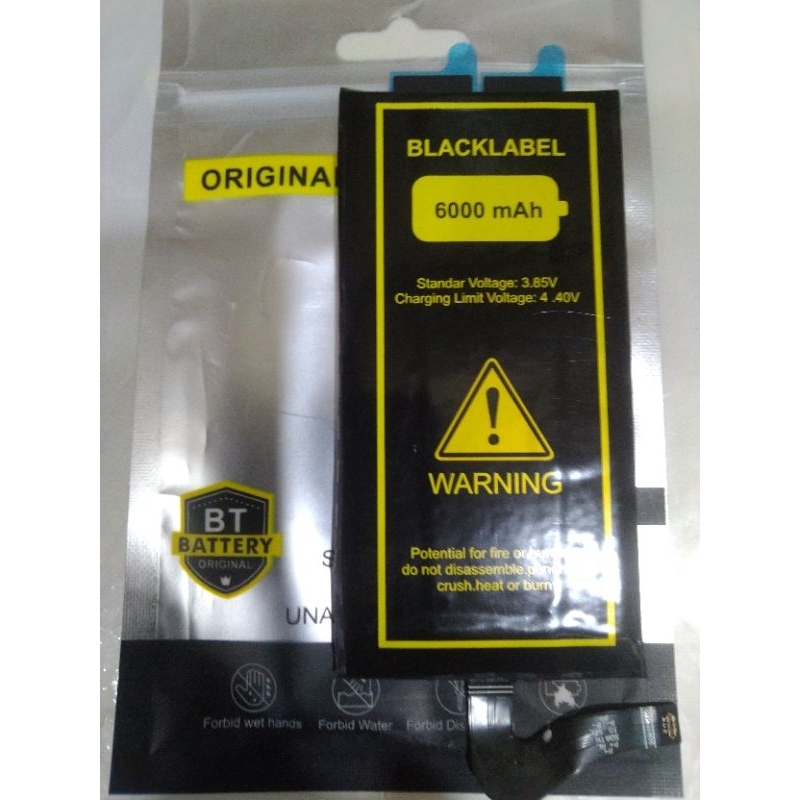 ORIGINAL
BLACKLABEL
6000 mAh
Standar Voltage: 3.85V
Charging Limit Voltage: 4 .40V
WARNING
Potential for fire or
do not disassemble.
crush.heat or burn
BT
BATTERY
ORIGINAL
S
UNA
Forbid wet hands
Forbid Water
Forbid Dis